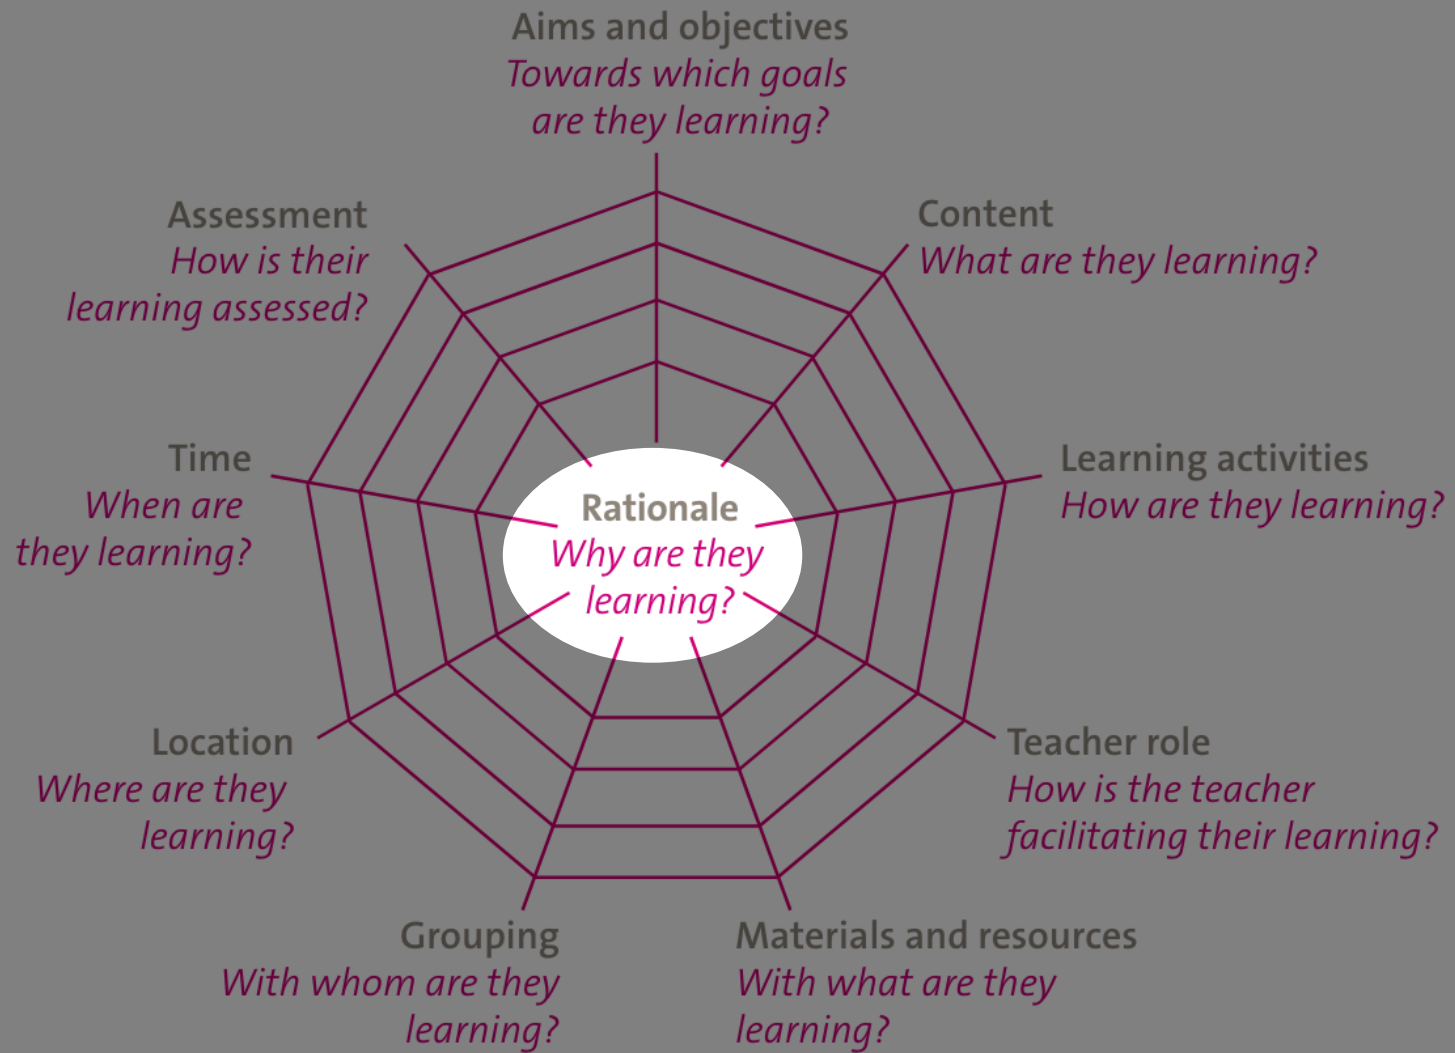 Aims and objectives
Towards which goals
are they learning?
Content
What are they learning?
Learning activities
How are they learning?
Teacher role
How is the teacher
facilitating their learning?
Materials and resources
With what are they
learning?
Grouping
With whom are they
learning?
Location
Where are they
learning?
Time
When are
they learning?
Assessment
How is their
learning assessed?
Rationale
Why are they
learning?